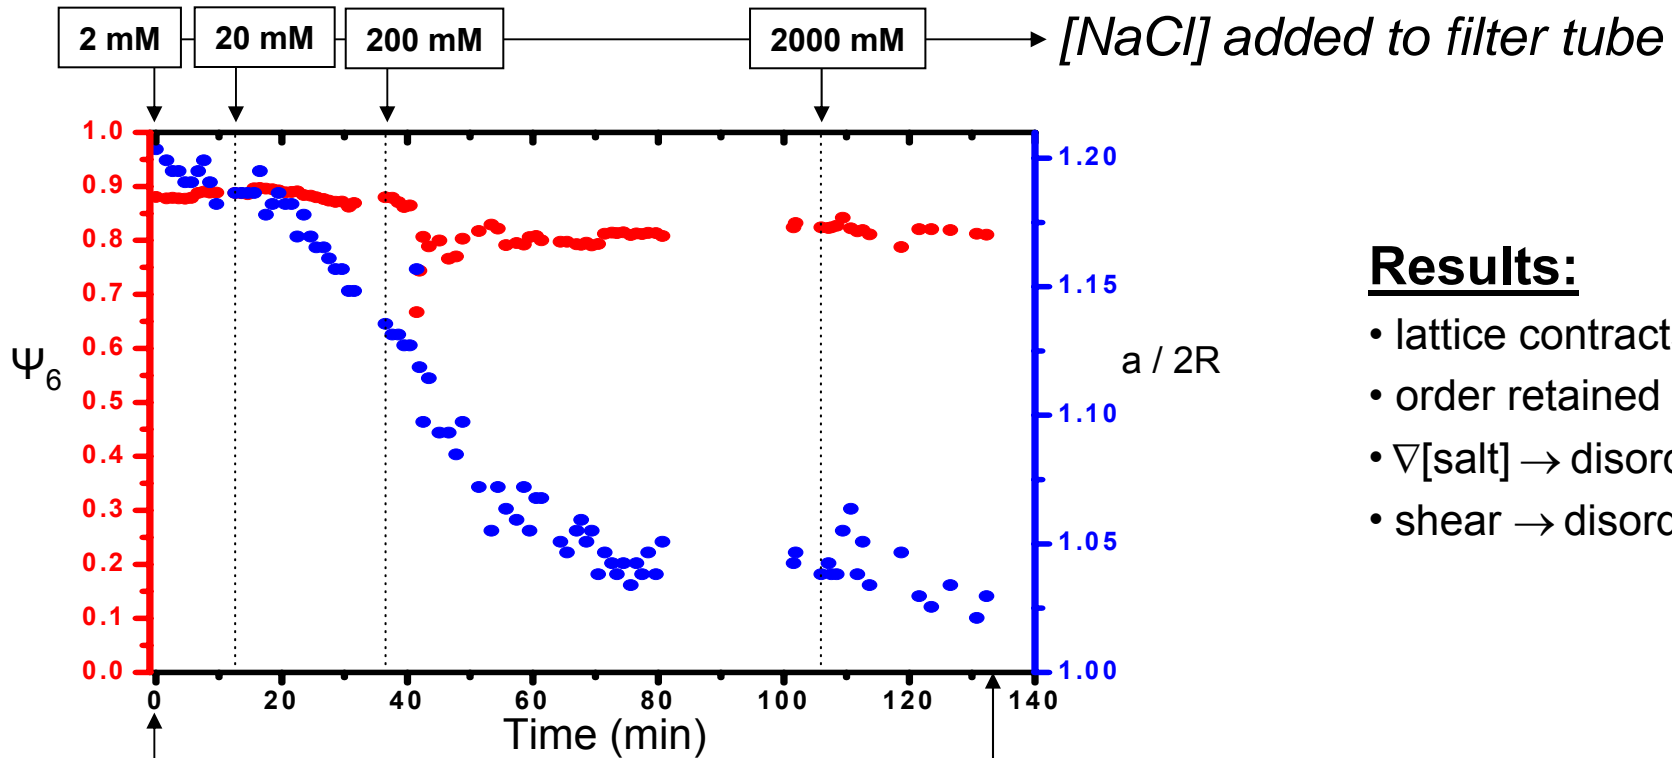 2 mM 20 mM 200 mM 2000 mM [NaCl] added to filter tube
1.0
0.9
0.8
0.7
0.6
0.5
0.4
0.3
0.2
0.1
0.0
Ψ6
1.20
1.15
1.10
1.05
1.00
a / 2R
0 20 40 60 80 100 120 140
Time (min)
Results:
• lattice contract
• order retained
• ∇[salt] → disord
• shear → disord